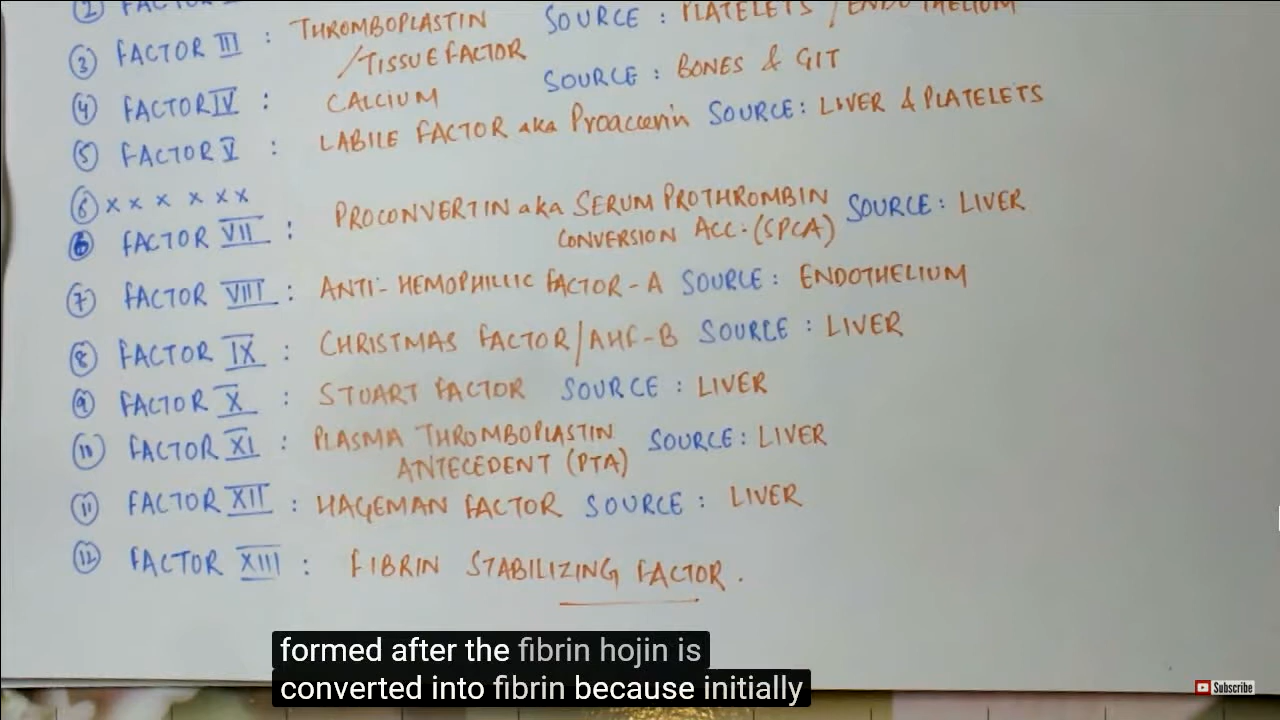 ② FACTOR
THROMBOPLASTIN SOURCE : PLATELETS / ENDOTHELIUM
③ FACTOR III : /TISSUE FACTOR
④ FACTOR IV : CALCIUM SOURCE : BONES & GIT
⑤ FACTOR V : LABILE FACTOR aka Proaccerin SOURCE: LIVER & PLATELETS
⑥ x x x x x x
⑥ FACTOR VII : PROCONVERTIN aka SERUM PROTHROMBIN SOURCE: LIVER
CONVERSION ACC: (SPCA)
⑦ FACTOR VIII : ANTI-HEMOPHILLIC FACTOR-A SOURCE: ENDOTHELIUM
⑧ FACTOR IX : CHRISTMAS FACTOR/AHF-B SOURCE : LIVER
⑨ FACTOR X : STUART FACTOR SOURCE : LIVER
⑩ FACTOR XI : PLASMA THROMBOPLASTIN SOURCE: LIVER
ANTECEDENT (PTA)
⑪ FACTOR XII : HAGEMAN FACTOR SOURCE : LIVER
⑫ FACTOR XIII : FIBRIN STABILIZING FACTOR.
formed after the fibrin hojin is
converted into fibrin because initially
Subscribe